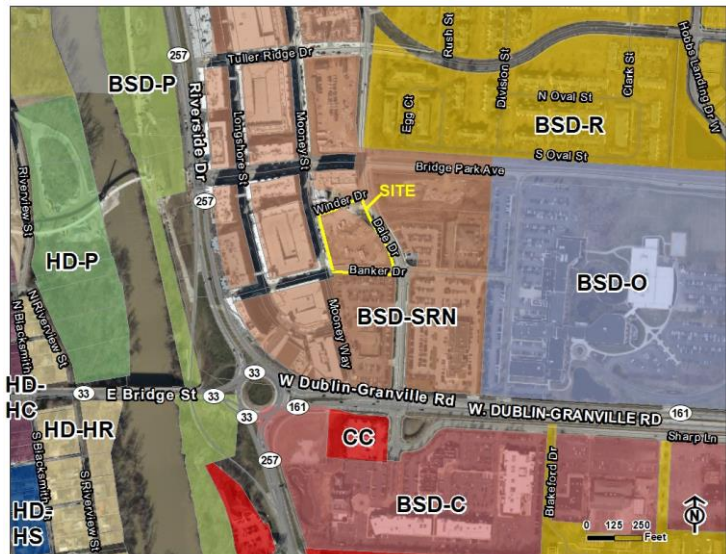 257
Tuller Ridge Dr
Rush St
Hobbs Landing Dr W
BSD-P
Riverside Dr
Longshore St
Mooney St
Egg Ct
Division St
N Oval St
Clark St
BSD-R
S Oval St
Bridge Park Ave
Riverview St
257
Winder Dr
SITE
Dale Dr
HD-P
Banker Dr
BSD-O
N Riverview St
N Blacksmith
Mooney Way
BSD-SRN
HD-
HC
33
E Bridge St
33
33
33
W Dublin-Granville Rd
161
W. DUBLIN-GRANVILLE RD
161
Sharp Ln
HD-HR
S Blacksmith
S Riverview St
CC
257
BSD-C
Blakeford Dr
HD-
HS
N
0 125 250
Feet